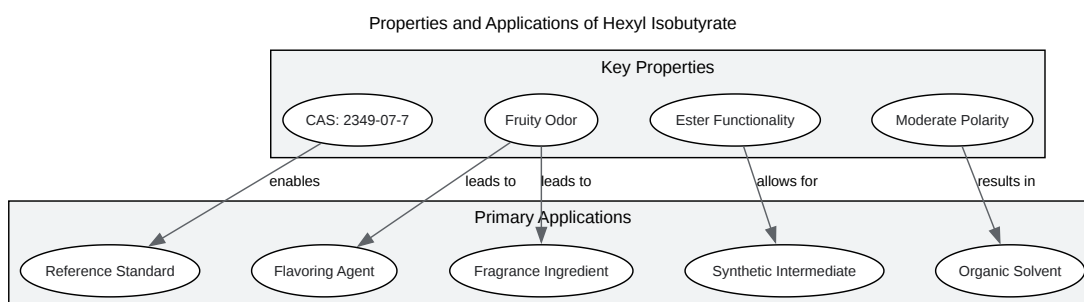 Properties and Applications of Hexyl Isobutyrate
Key Properties
CAS: 2349-07-7
Fruity Odor
Ester Functionality
Moderate Polarity
enables
leads to
leads to
allows for
results in
Primary Applications
Reference Standard
Flavoring Agent
Fragrance Ingredient
Synthetic Intermediate
Organic Solvent